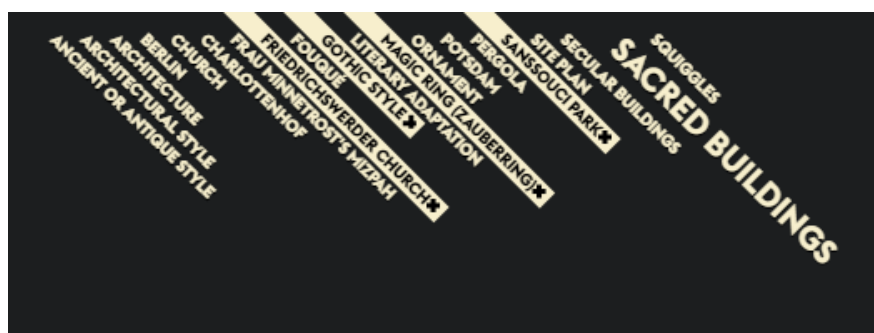 ANCIENT OR ANTIQUE STYLE
ARCHITECTURAL STYLE
ARCHITECTURE
BERLIN
CHURCH
CHARLOTTENHOF
FRAU MINNETROST'S MIZPAH
FRIEDRICHSWERDER CHURCH✖
FOUQUE
GOTHIC STYLE✖
LITERARY ADAPTATION
MAGIC RING (ZAUBERRING)✖
ORNAMENT
POTSDAM
PERGOLA
SANSSOUCI PARK✖
SITE PLAN
SECULAR BUILDINGS
SACRED BUILDINGS
SQUIGGLES